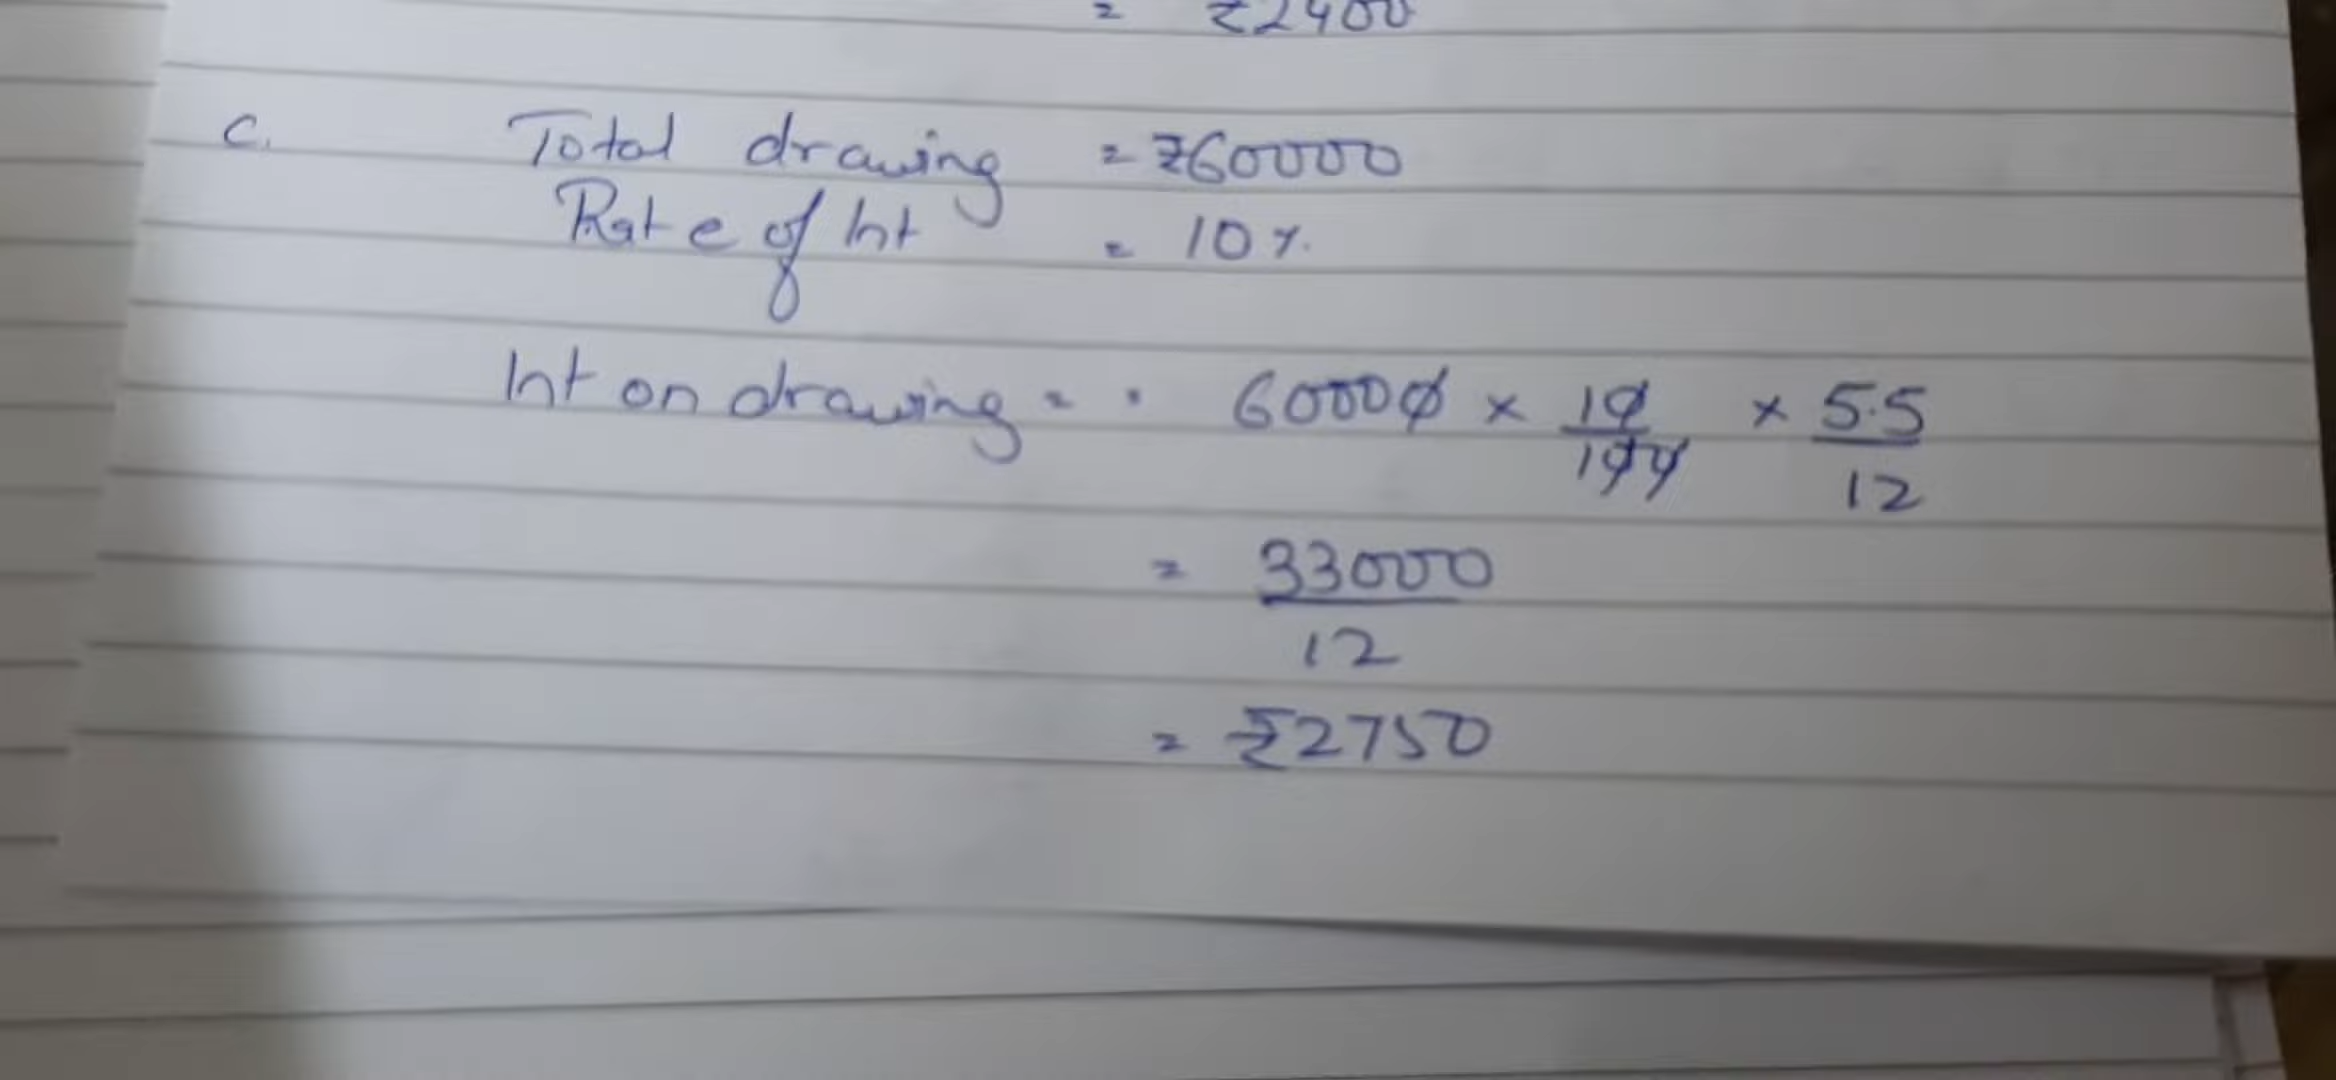 = ₹2400
C. Total drawing = ₹60000
Rate of Int = 10%
Int on drawing = 60000 × 10/100 × 5.5/12
= 33000/12
= ₹2750